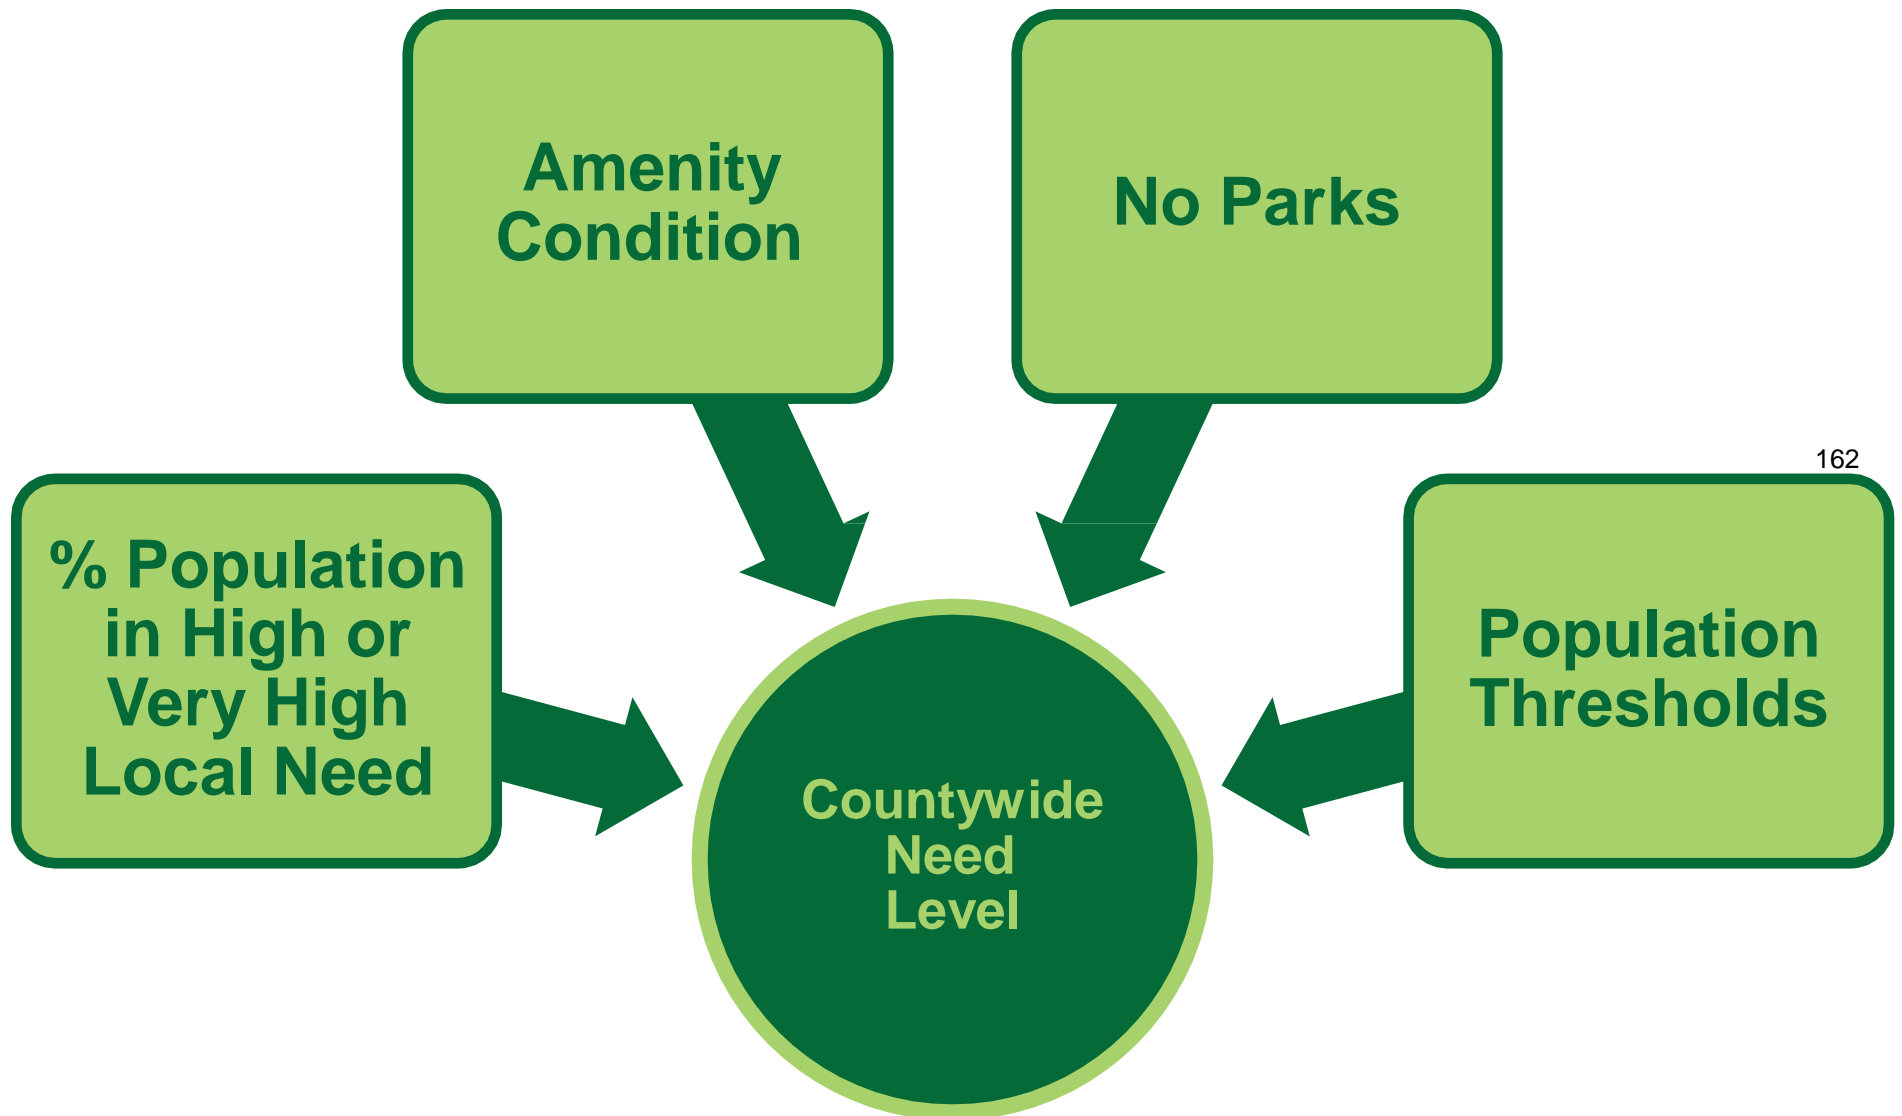 Amenity
Condition
No Parks
162
% Population
in High or
Very High
Local Need
Population
Thresholds
Countywide
Need
Level